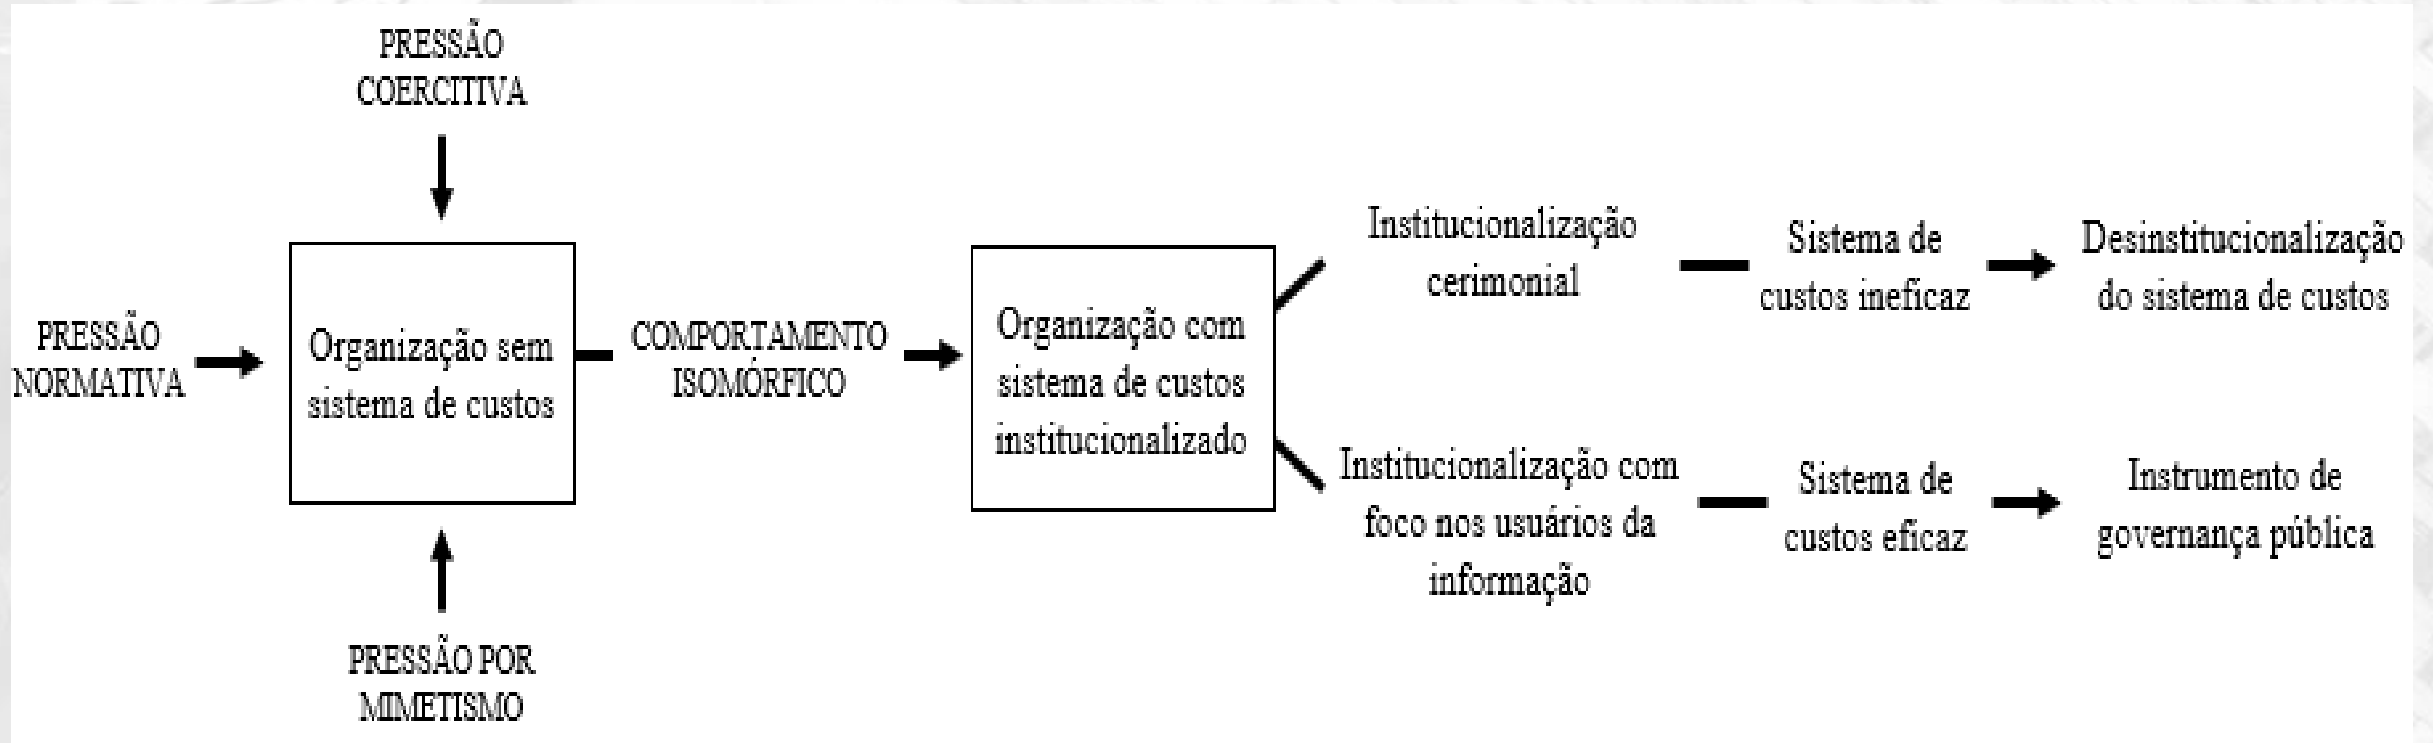 PRESSÃO
COERCITIVA
PRESSÃO
NORMATIVA
Organização sem
sistema de custos
PRESSÃO POR
MIMETISMO
COMPORTAMENTO
ISOMÓRFICO
Organização com
sistema de custos
institucionalizado
Institucionalização
cerimonial
Sistema de
custos ineficaz
Desinstitucionalização
do sistema de custos
Institucionalização com
foco nos usuários da
informação
Sistema de
custos eficaz
Instrumento de
governança pública